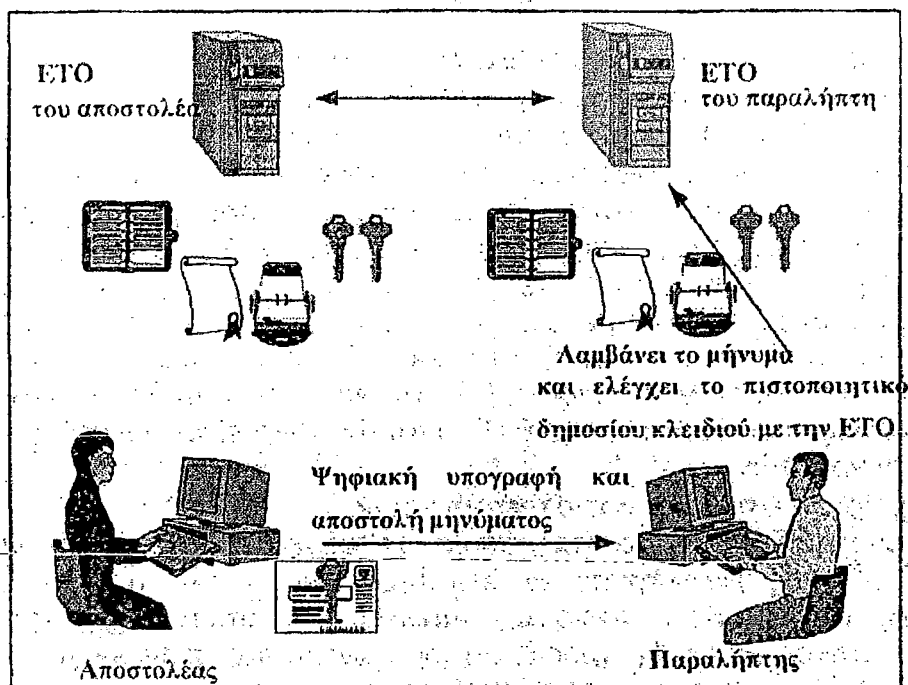 ΕΤΟ
του αποστολέα
ΕΤΟ
του παραλήπτη
Λαμβάνει το μήνυμα
και ελέγχει το πιστοποιητικό
δημοσίου κλειδιού με την ΕΤΟ
Ψηφιακή υπογραφή και
αποστολή μηνύματος
Αποστολέας
Παραλήπτης